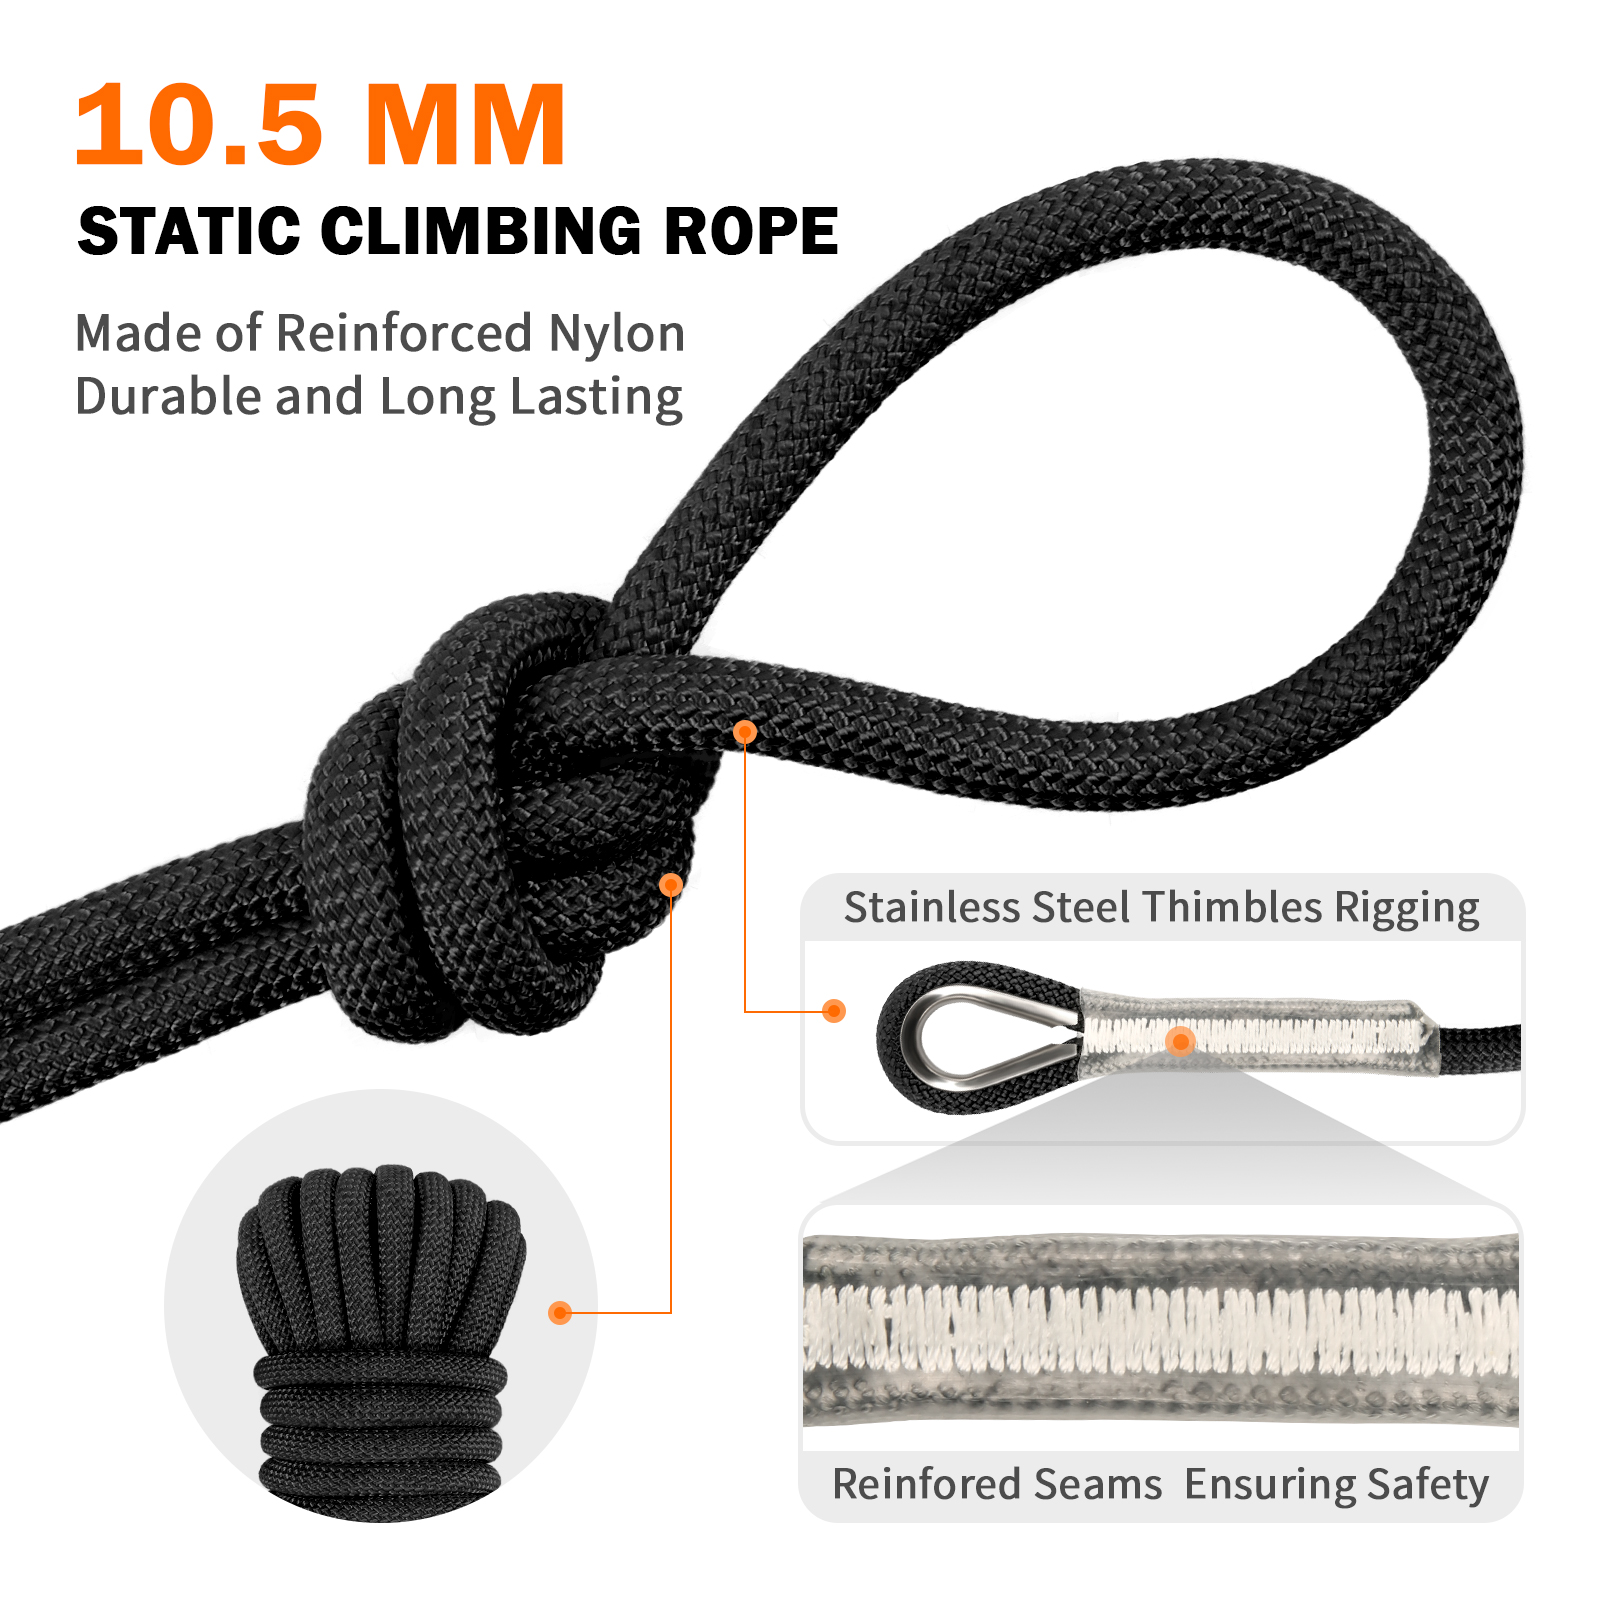 10.5 MM
STATIC CLIMBING ROPE
Made of Reinforced Nylon
Durable and Long Lasting
Stainless Steel Thimbles Rigging
Reinfored Seams Ensuring Safety